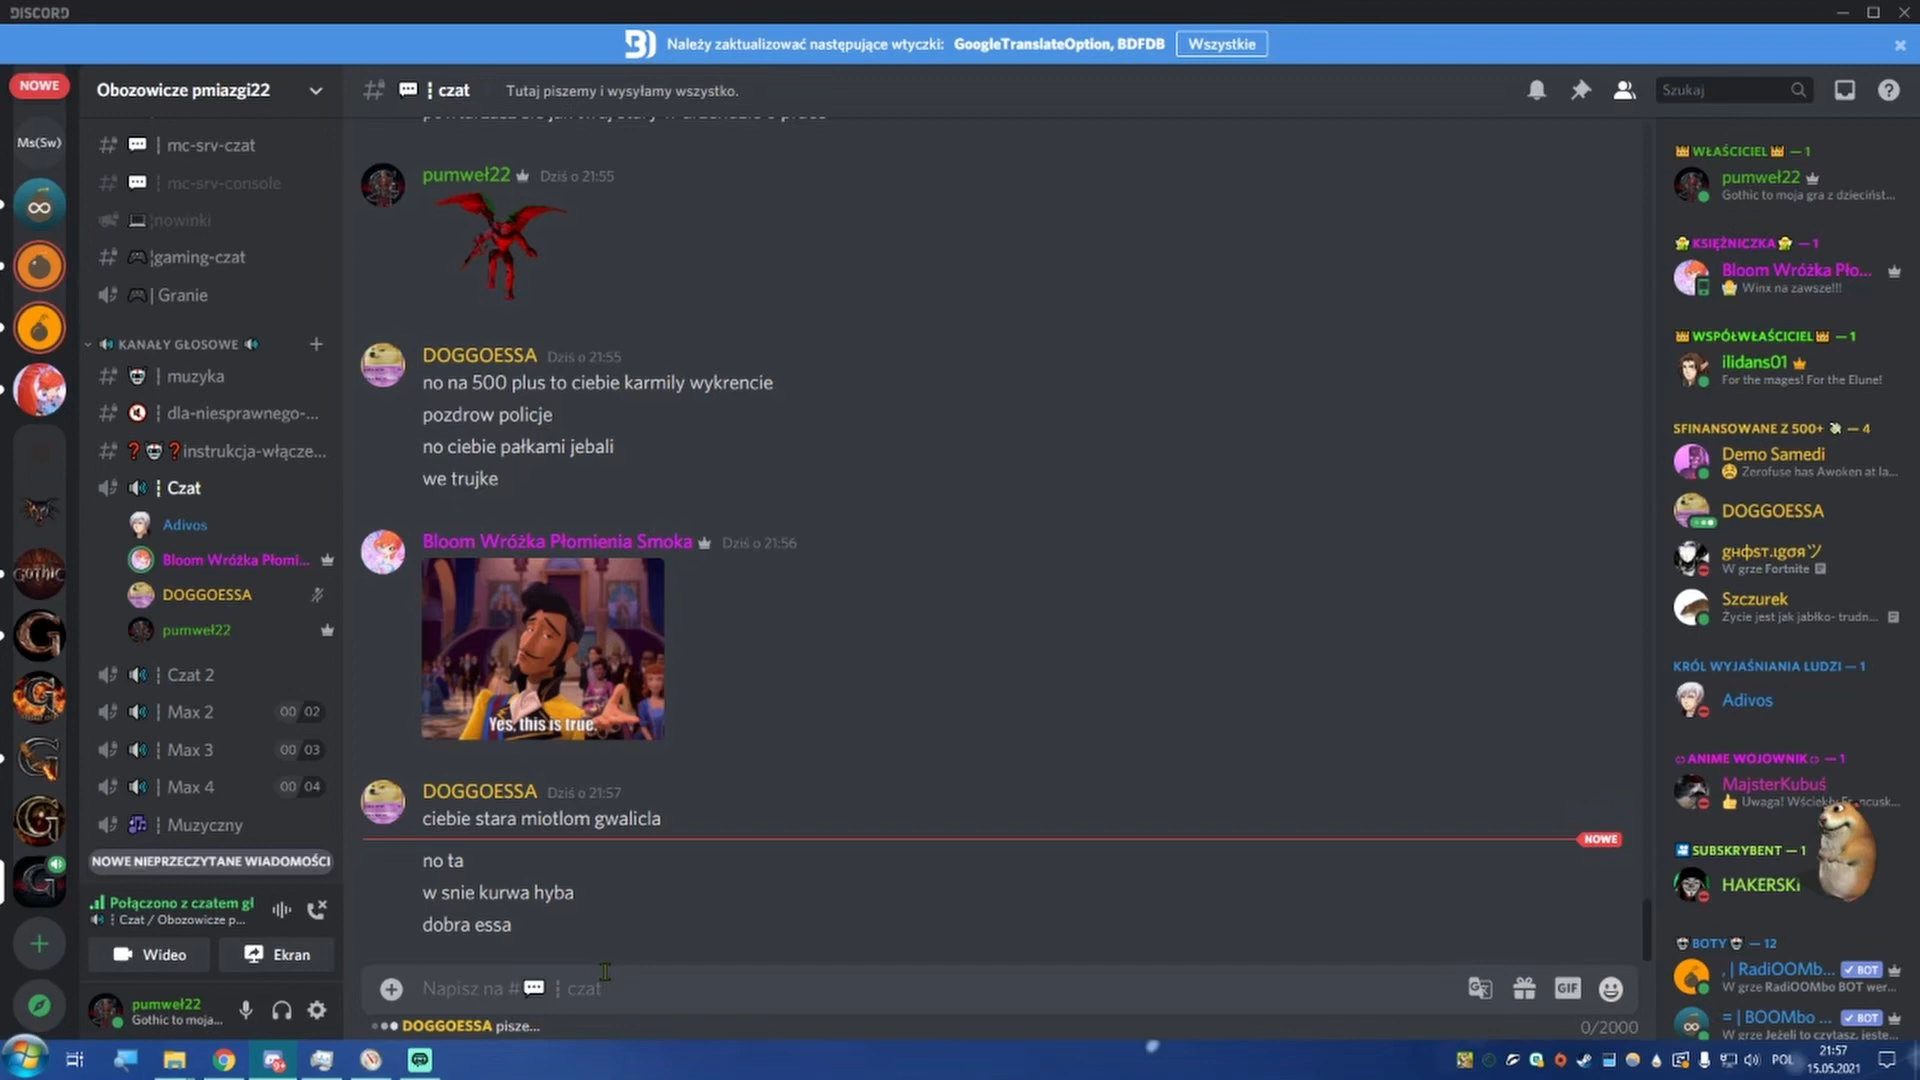 DISCORD
Należy zaktualizować następujące wtyczki: GoogleTranslateOption, BDFDB Wszystkie
NOWE
Ms(Sw)
GOTHIC
Obozowicze pmiazgi22
mc-srv-czat
mc-srv-console
¦nowinki
¦gaming-czat
| Granie
KANAŁY GŁOSOWE
muzyka
dla-niesprawnego-...
instrukcja-włącze...
Czat
Adivos
Bloom Wróżka Płomi...
DOGGOESSA
pumweł22
Czat 2
Max 2 00 02
Max 3 00 03
Max 4 00 04
Muzyczny
NOWE NIEPRZECZYTANE WIADOMOŚCI
Połączono z czatem gł
Czat / Obozowicze p...
Wideo Ekran
pumweł22
Gothic to moja...
czat Tutaj piszemy i wysyłamy wszystko.
Szukaj
pumweł22 Dziś o 21:55
DOGGOESSA Dziś o 21:55
no na 500 plus to ciebie karmily wykrencie
pozdrow policje
no ciebie pałkami jebali
we trujke
Bloom Wróżka Płomienia Smoka Dziś o 21:56
Yes, this is true.
DOGGOESSA Dziś o 21:57
ciebie stara miotlom gwalicla
NOWE
no ta
w snie kurwa hyba
dobra essa
Napisz na # ¦ czat
GIF
DOGGOESSA pisze...
0/2000
WŁAŚCICIEL — 1
pumweł22
Gothic to moja gra z dziecińst...
KSIĘŻNICZKA — 1
Bloom Wróżka Pło...
Winx na zawsze!!!
WSPÓŁWŁAŚCICIEL — 1
ilidans01
For the mages! For the Elune!
SFINANSOWANE Z 500+ — 4
Demo Samedi
Zerofuse has Awoken at la...
DOGGOESSA
gнфsт.ιgσяツ
W grze Fortnite
Szczurek
Życie jest jak jabłko- trudn...
KRÓL WYJAŚNIANIA LUDZI — 1
Adivos
ANIME WOJOWNIK — 1
MajsterKubuś
Uwaga! Wściekły Francusk...
SUBSKRYBENT — 1
HAKERSKI
BOTY — 12
, | RadiOOMb... BOT
W grze RadiOOMbo BOT wer...
= | BOOMbo ... BOT
W grze Jeżeli to czytasz, jeste...
POL
21:57
15.05.2021